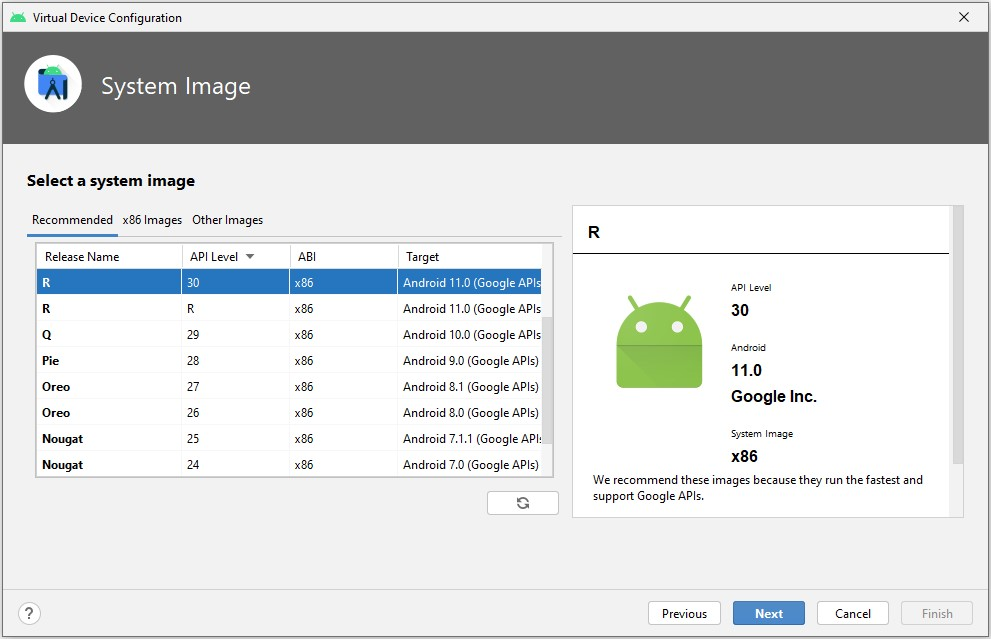 Virtual Device Configuration
System Image
Select a system image
Recommended x86 Images Other Images
Release Name API Level ABI Target
R 30 x86 Android 11.0 (Google APIs
R R x86 Android 11.0 (Google APIs
Q 29 x86 Android 10.0 (Google APIs
Pie 28 x86 Android 9.0 (Google APIs)
Oreo 27 x86 Android 8.1 (Google APIs)
Oreo 26 x86 Android 8.0 (Google APIs)
Nougat 25 x86 Android 7.1.1 (Google APIs
Nougat 24 x86 Android 7.0 (Google APIs)
R
API Level
30
Android
11.0
Google Inc.
System Image
x86
We recommend these images because they run the fastest and
support Google APIs.
? Previous Next Cancel Finish